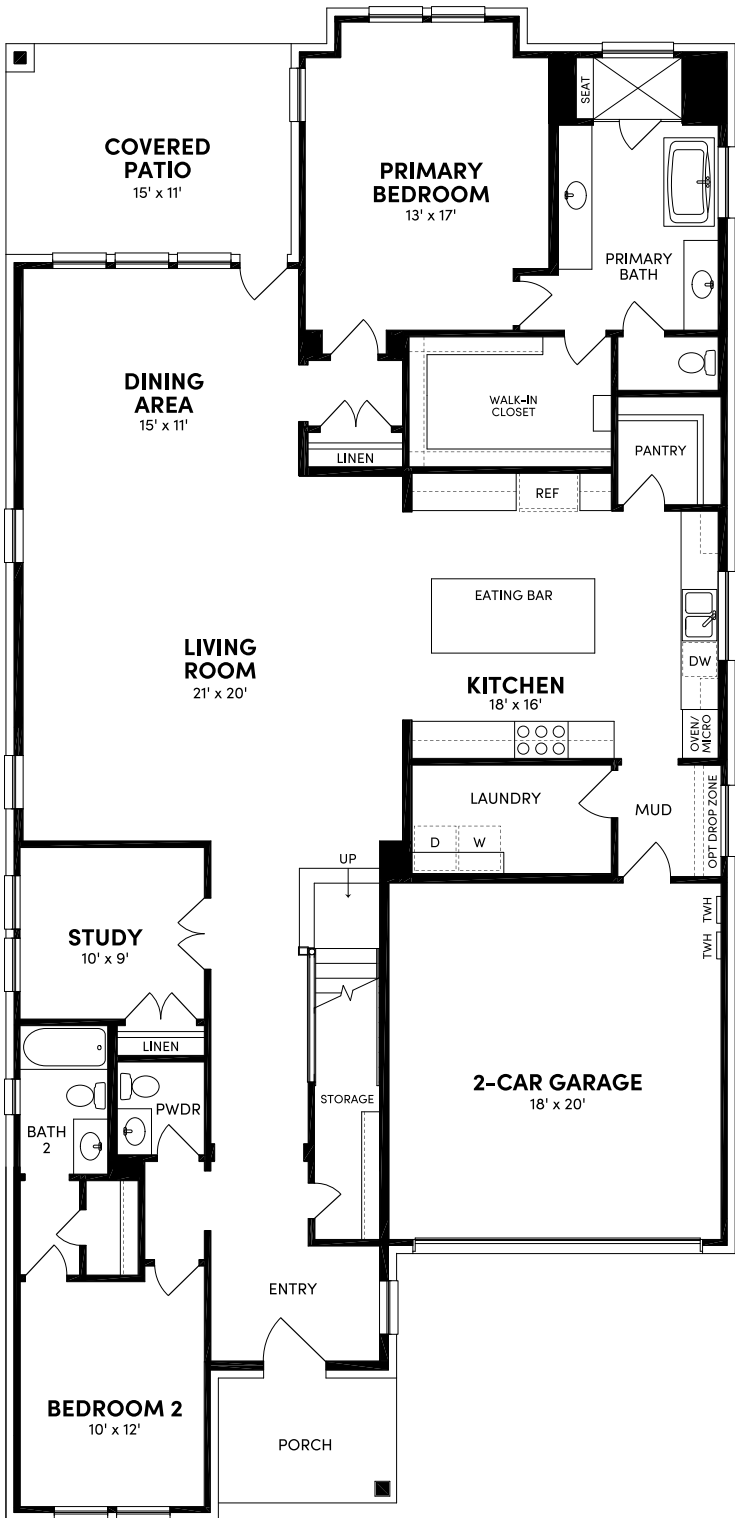 SEAT
COVERED
PATIO
15' x 11'
PRIMARY
BEDROOM
13' x 17'
PRIMARY
BATH
DINING
AREA
15' x 11'
WALK-IN
CLOSET
LINEN
PANTRY
REF
EATING BAR
LIVING
ROOM
21' x 20'
KITCHEN
18' x 16'
DW
OVEN/
MICRO
LAUNDRY
D
W
MUD
OPT DROP ZONE
UP
TWH
TWH
STUDY
10' x 9'
LINEN
2-CAR GARAGE
18' x 20'
STORAGE
PWDR
BATH
2
ENTRY
BEDROOM 2
10' x 12'
PORCH